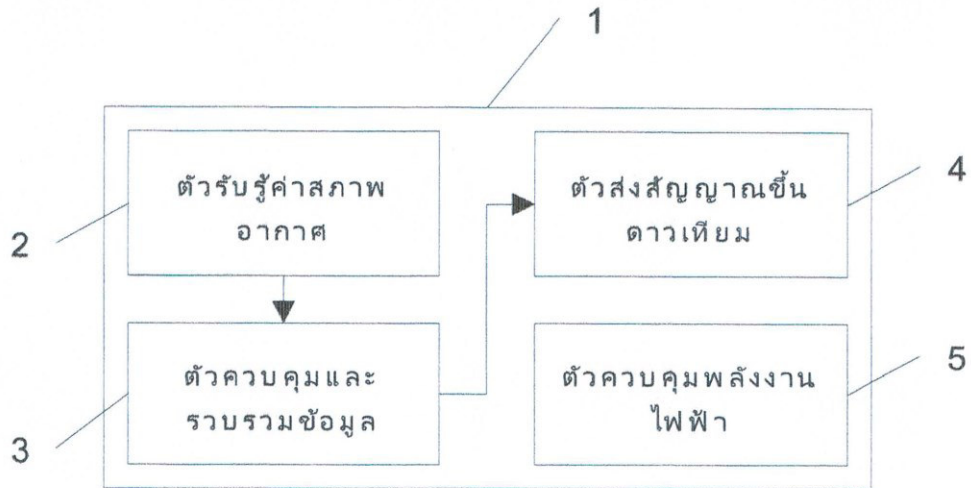 1
ตัวรับรู้ค่าสภาพ
อากาศ
2
ตัวส่งสัญญาณขึ้น
ดาวเทียม
4
ตัวควบคุมและ
รวบรวมข้อมูล
3
ตัวควบคุมพลังงาน
ไฟฟ้า
5